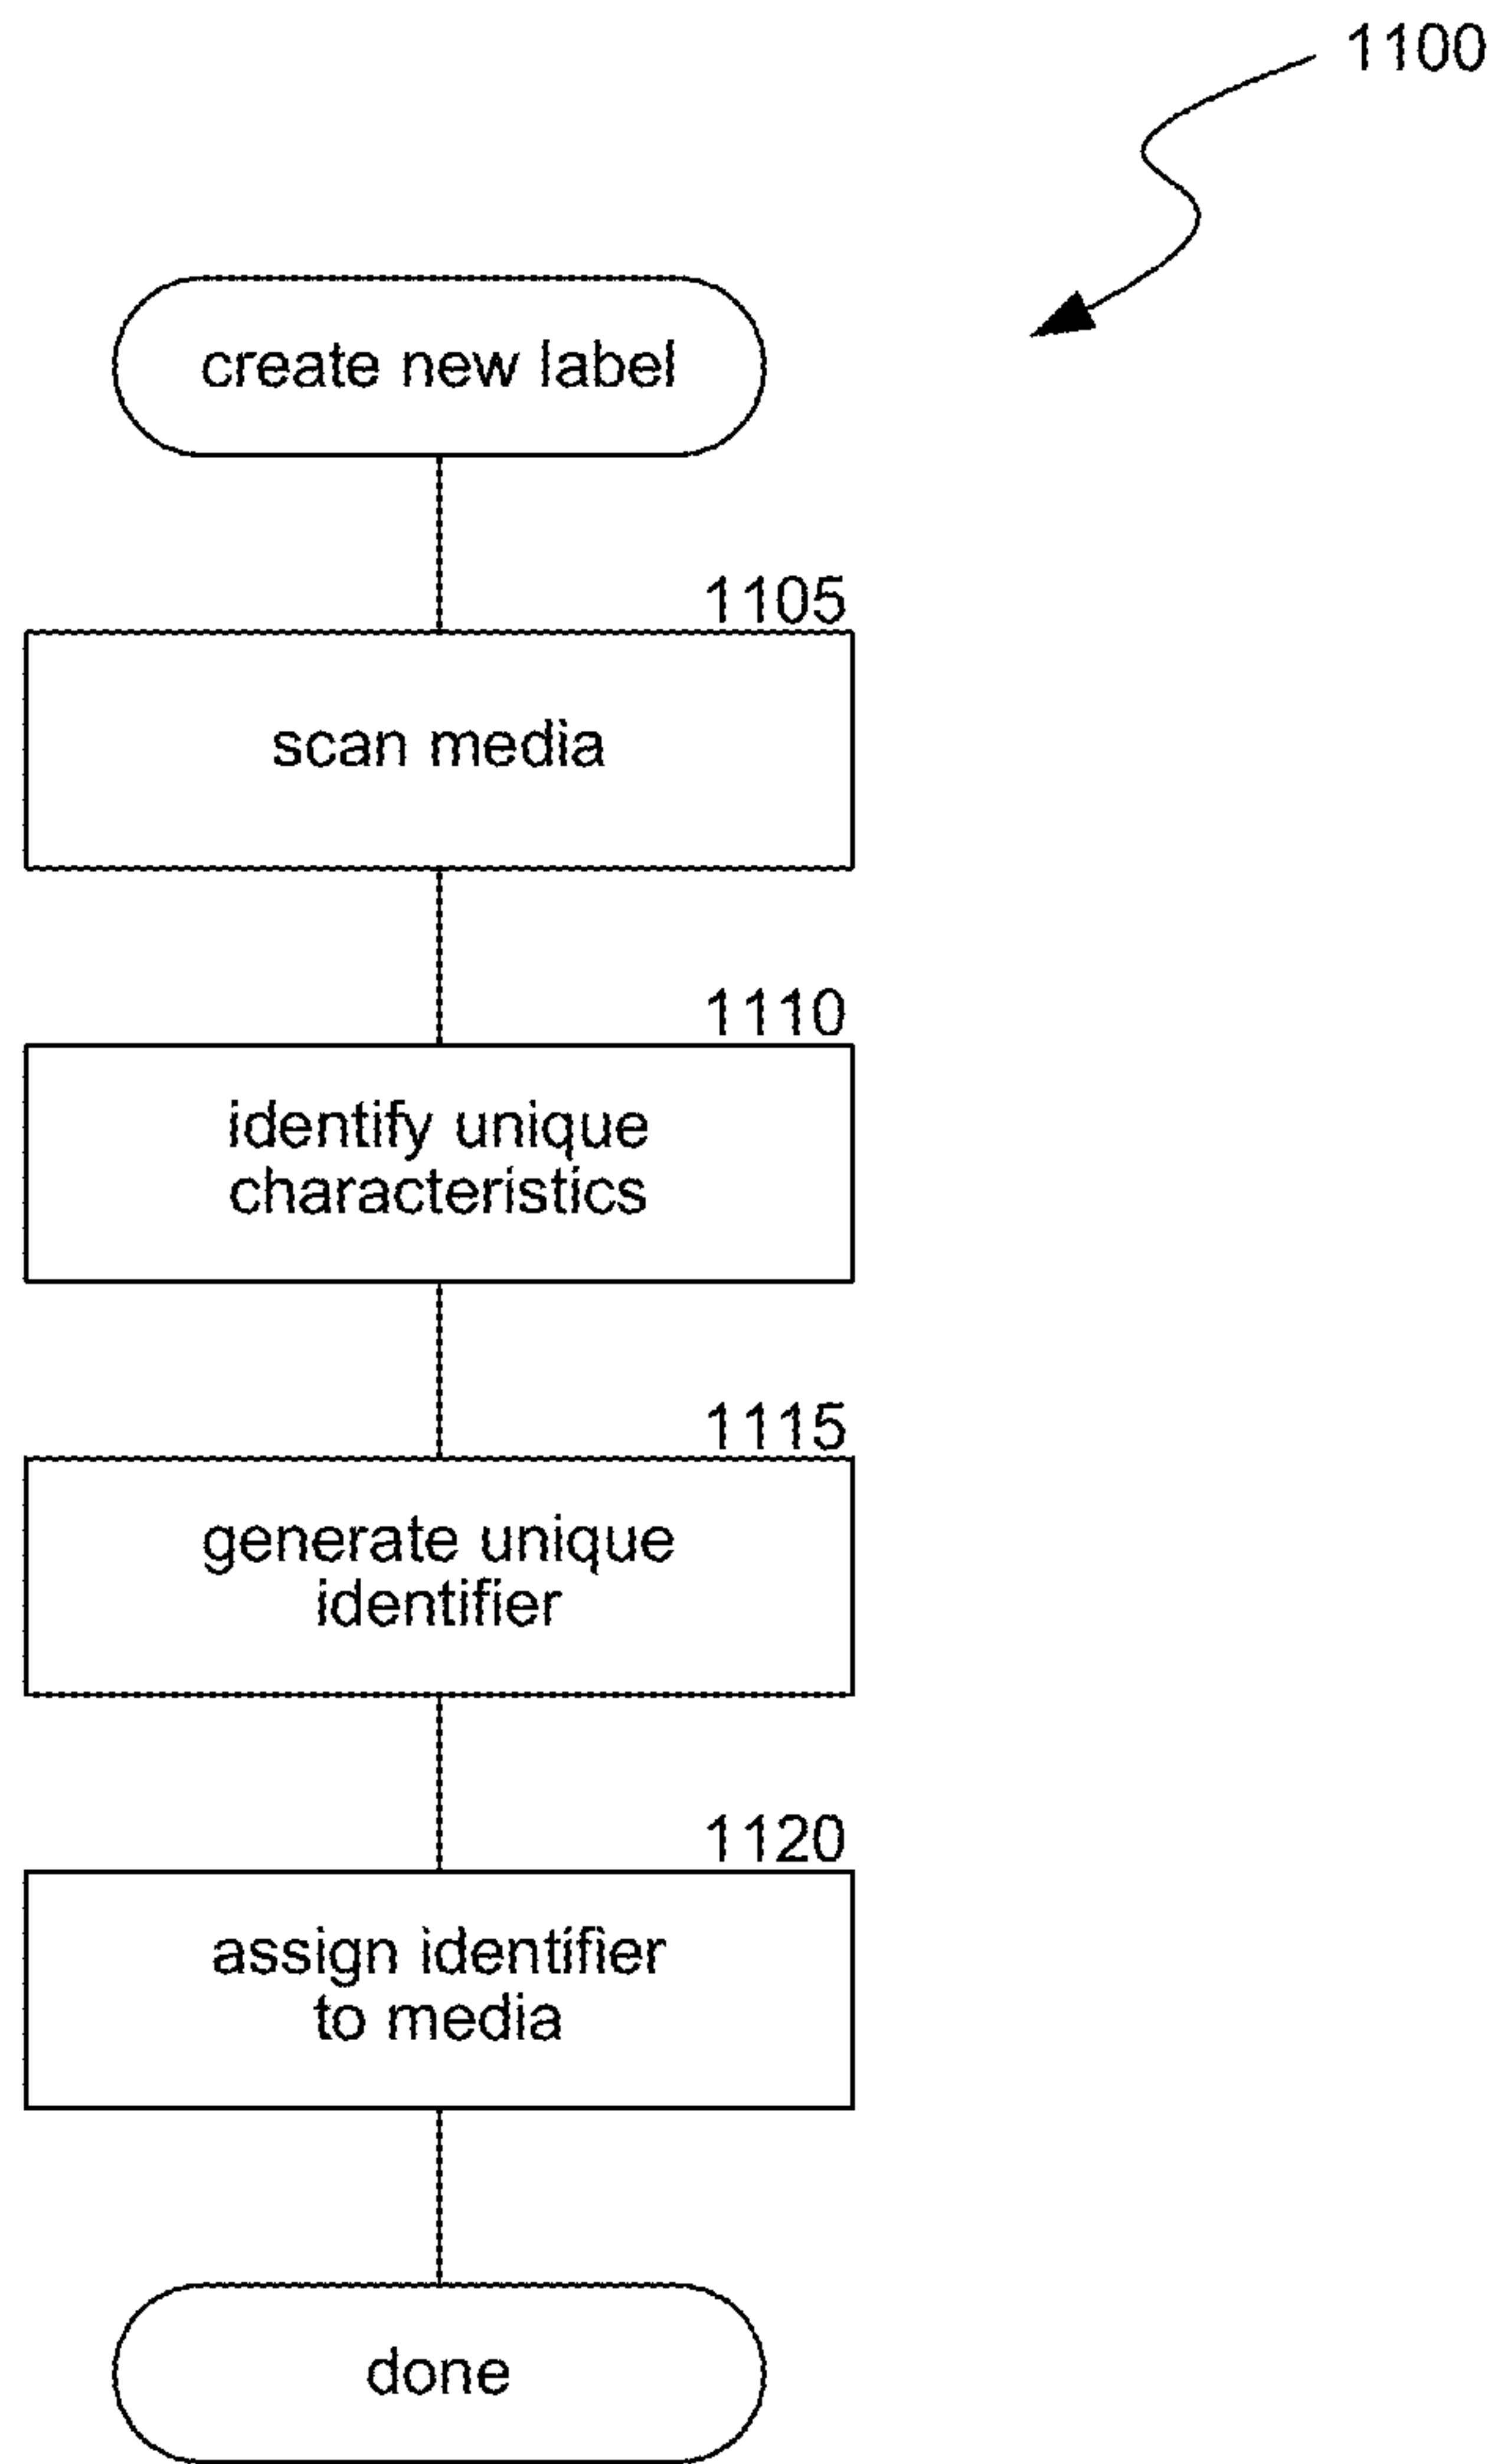 1100
create new label
1105
scan media
1110
identify unique
characteristics
1115
generate unique
identifier
1120
assign identifier
to media
done